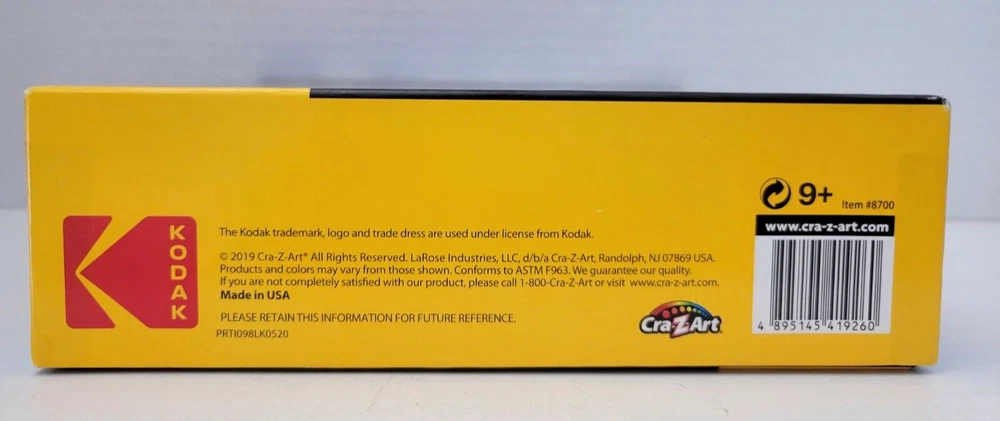 KODAK
The Kodak trademark, logo and trade dress are used under license from Kodak.
© 2019 Cra-Z-Art® All Rights Reserved. LaRose Industries, LLC, d/b/a Cra-Z-Art, Randolph, NJ 07869 USA.
Products and colors may vary from those shown. Conforms to ASTM F963. We guarantee our quality.
If you are not completely satisfied with our product, please call 1-800-Cra-Z-Art or visit www.cra-z-art.com.
Made in USA
PLEASE RETAIN THIS INFORMATION FOR FUTURE REFERENCE.
PRTI098LK0520
Cra-Z-Art
9+ Item #8700
www.cra-z-art.com
4 895145 419260